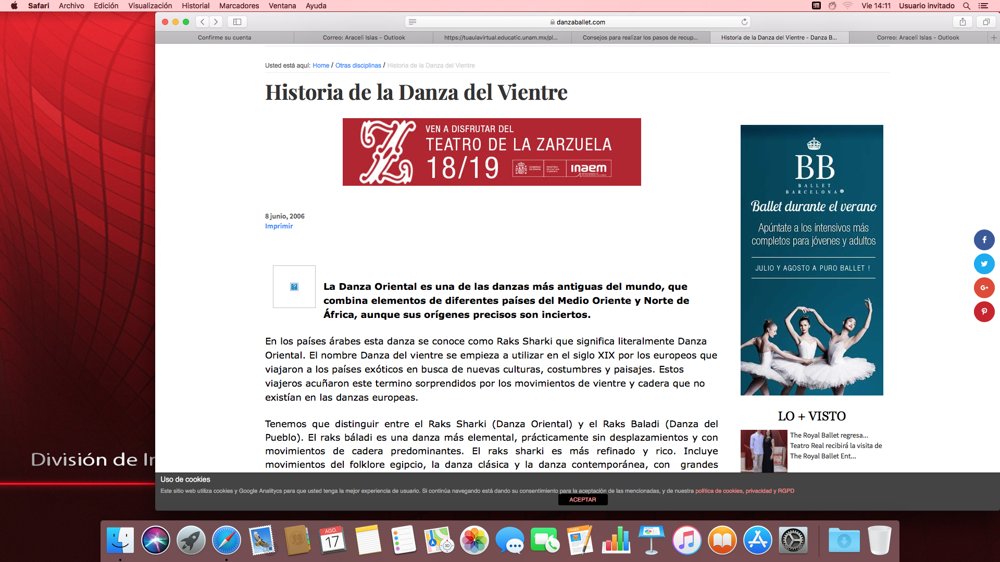 Safari Archivo Edición Visualización Historial Marcadores Ventana Ayuda
Vie 14:11 Usuario invitado
danzaballet.com
Confirme su cuenta
Correo: Araceli Islas - Outlook
https://tuaulavirtual.educatic.unam.mx/pl...
Consejos para realizar los pasos de recup...
Historia de la Danza del Vientre - Danza B...
Correo: Araceli Islas - Outlook
Usted está aquí: Home / Otras disciplinas / Historia de la Danza del Vientre
Historia de la Danza del Vientre
VEN A DISFRUTAR DEL
TEATRO DE LA ZARZUELA
18/19
inaem
8 junio, 2006
Imprimir
La Danza Oriental es una de las danzas más antiguas del mundo, que
combina elementos de diferentes países del Medio Oriente y Norte de
África, aunque sus orígenes precisos son inciertos.
En los países árabes esta danza se conoce como Raks Sharki que significa literalmente Danza
Oriental. El nombre Danza del vientre se empieza a utilizar en el siglo XIX por los europeos que
viajaron a los países exóticos en busca de nuevas culturas, costumbres y paisajes. Estos
viajeros acuñaron este termino sorprendidos por los movimientos de vientre y cadera que no
existían en las danzas europeas.
Tenemos que distinguir entre el Raks Sharki (Danza Oriental) y el Raks Baladi (Danza del
Pueblo). El raks báladi es una danza más elemental, prácticamente sin desplazamientos y con
movimientos de cadera predominantes. El raks sharki es más refinado y rico. Incluye
movimientos del folklore egipcio, la danza clásica y la danza contemporánea, con grandes
BB
BALLET
BARCELONA®
Ballet durante el verano
Apúntate a los intensivos más
completos para jóvenes y adultos
JULIO Y AGOSTO A PURO BALLET !
LO + VISTO
The Royal Ballet regresa...
Teatro Real recibirá la visita de
The Royal Ballet Ent...
División de In
Uso de cookies
Este sitio web utiliza cookies y Google Analitycs para que usted tenga la mejor experiencia de usuario. Si continúa navegando está dando su consentimiento para la aceptación de las mencionadas, y de nuestra política de cookies, privacidad y RGPD
ACEPTAR
AGO.
17
3D
PAGES